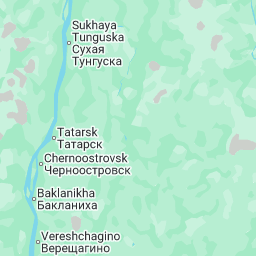 Sukhaya
Tunguska
Сухая
Тунгуска
Tatarsk
Татарск
Chernoostrovsk
Черноостровск
Baklanikha
Бакланиха
Vereshchagino
Верещагино